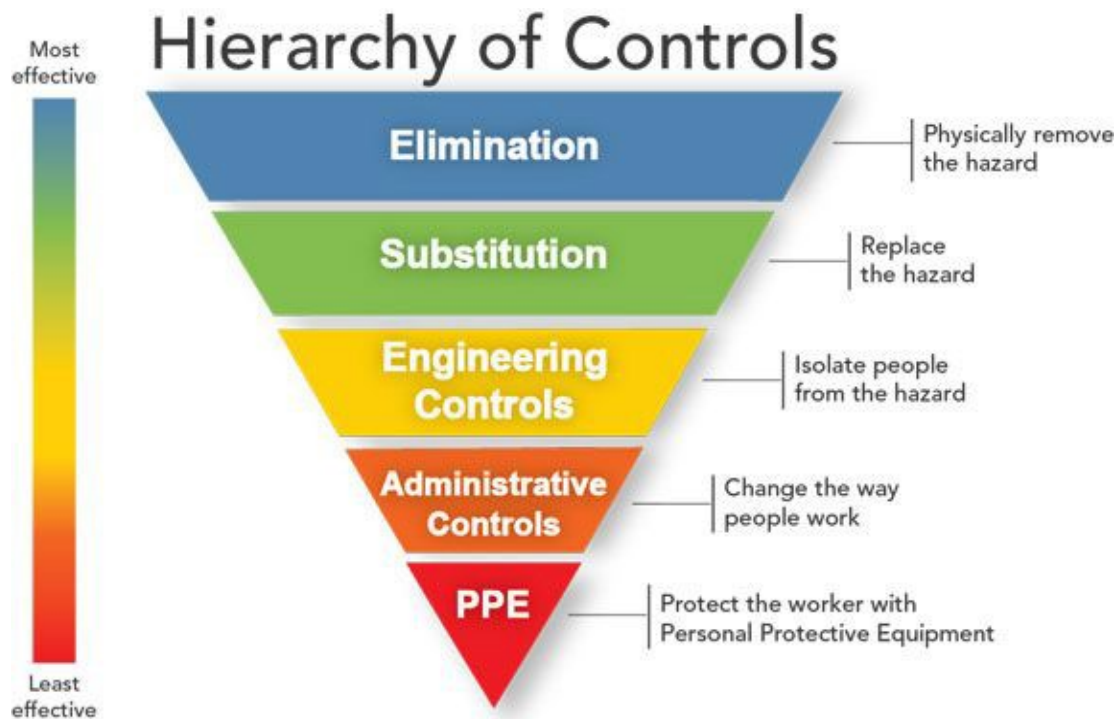 Hierarchy of Controls
Most
effective
Elimination
Physically remove
the hazard
Substitution
Replace
the hazard
Engineering
Controls
Isolate people
from the hazard
Administrative
Controls
Change the way
people work
PPE
Protect the worker with
Personal Protective Equipment
Least
effective